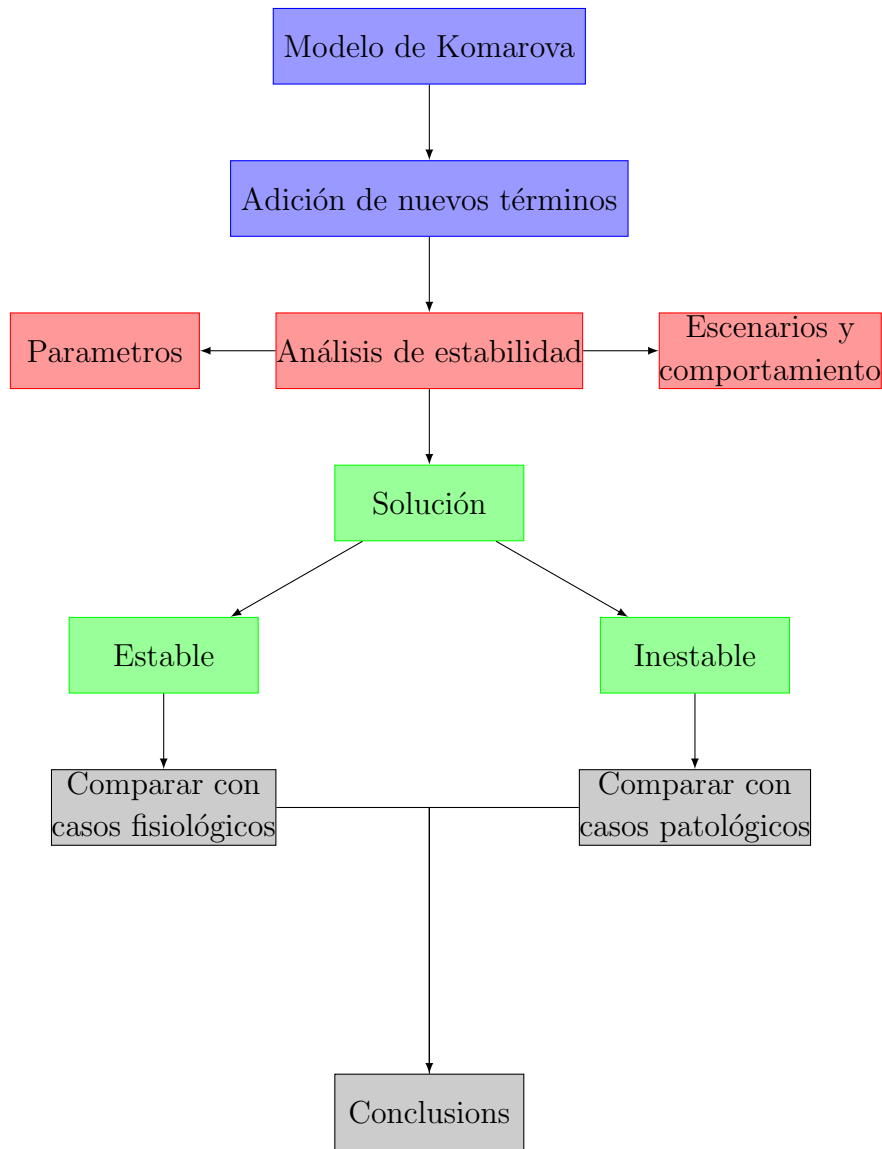 Modelo de Komarova
Adición de nuevos términos
Parametros
Análisis de estabilidad
Escenarios y
comportamiento
Solución
Estable
Inestable
Comparar con
casos fisiológicos
Comparar con
casos patológicos
Conclusions